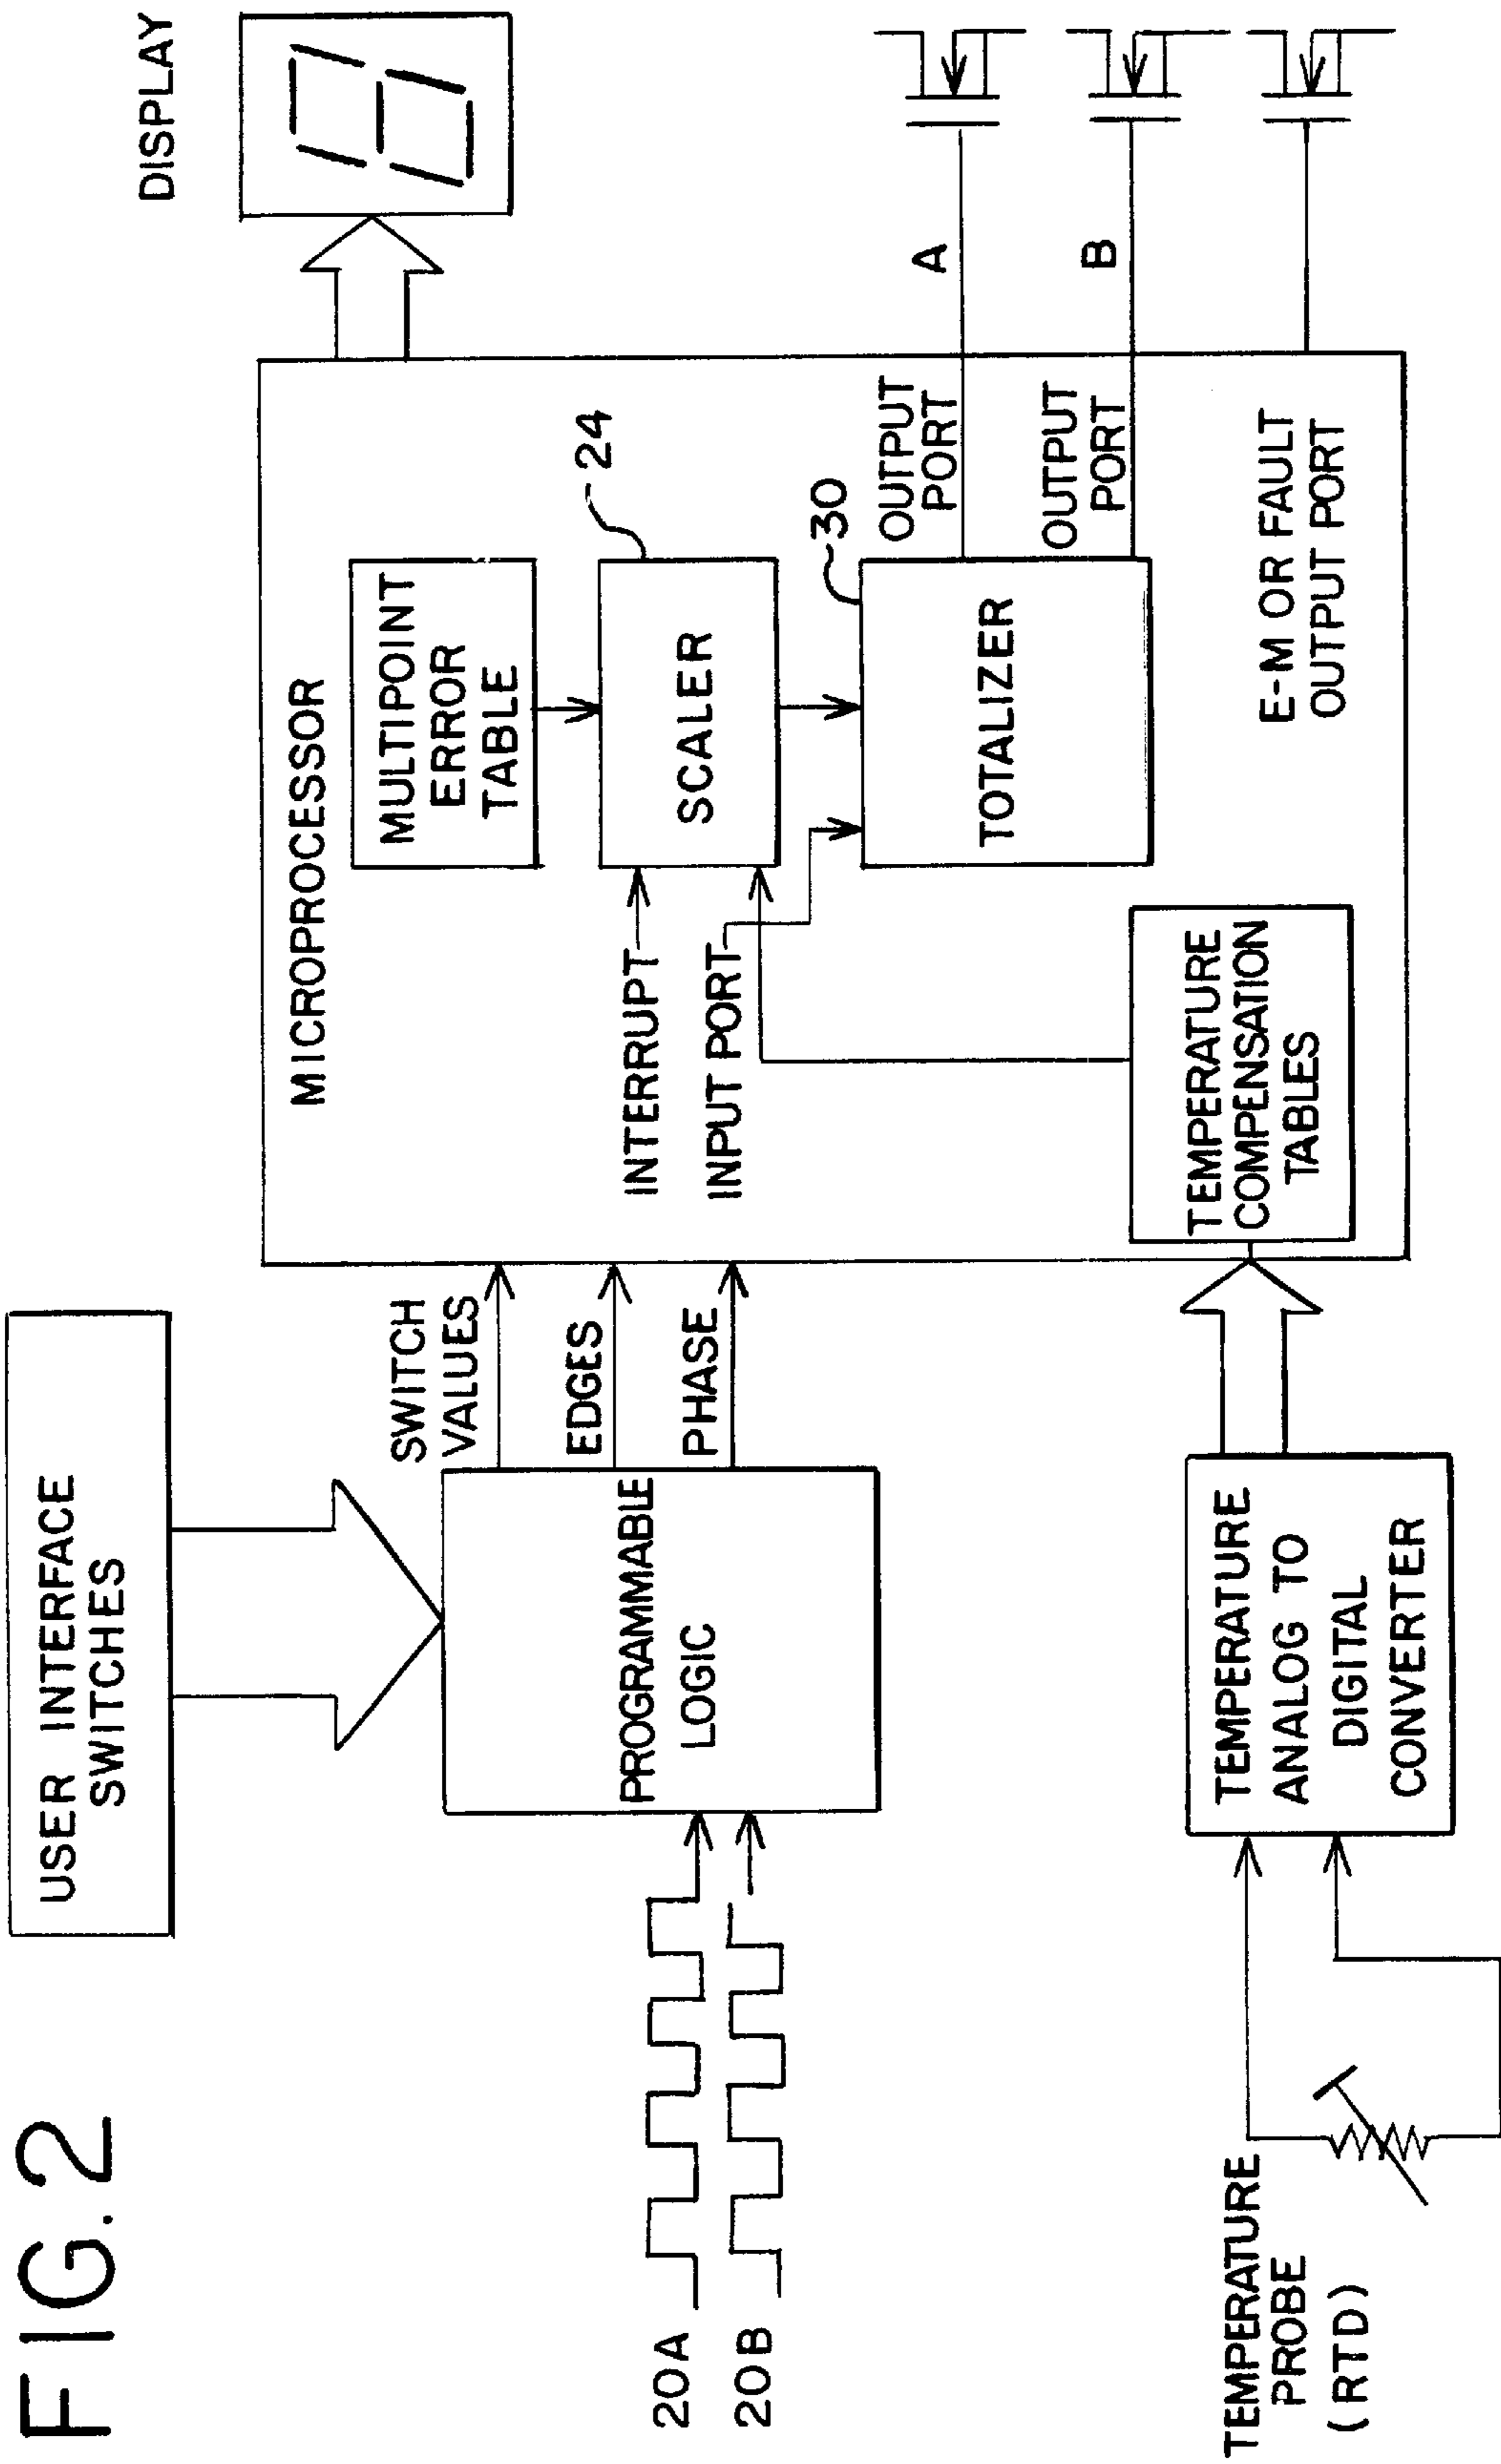 FIG. 2
USER INTERFACE
SWITCHES
DISPLAY
MICROPROCESSOR
SWITCH
VALUES
EDGES
PHASE
MULTIPOINT
ERROR
TABLE
24
SCALER
INTERRUPT
INPUT PORT
30
TOTALIZER
OUTPUT
PORT
A
OUTPUT
PORT
B
E-M OR FAULT
OUTPUT PORT
20A
20B
PROGRAMMABLE
LOGIC
TEMPERATURE
COMPENSATION
TABLES
TEMPERATURE
PROBE
(RTD)
TEMPERATURE
ANALOG TO
DIGITAL
CONVERTER